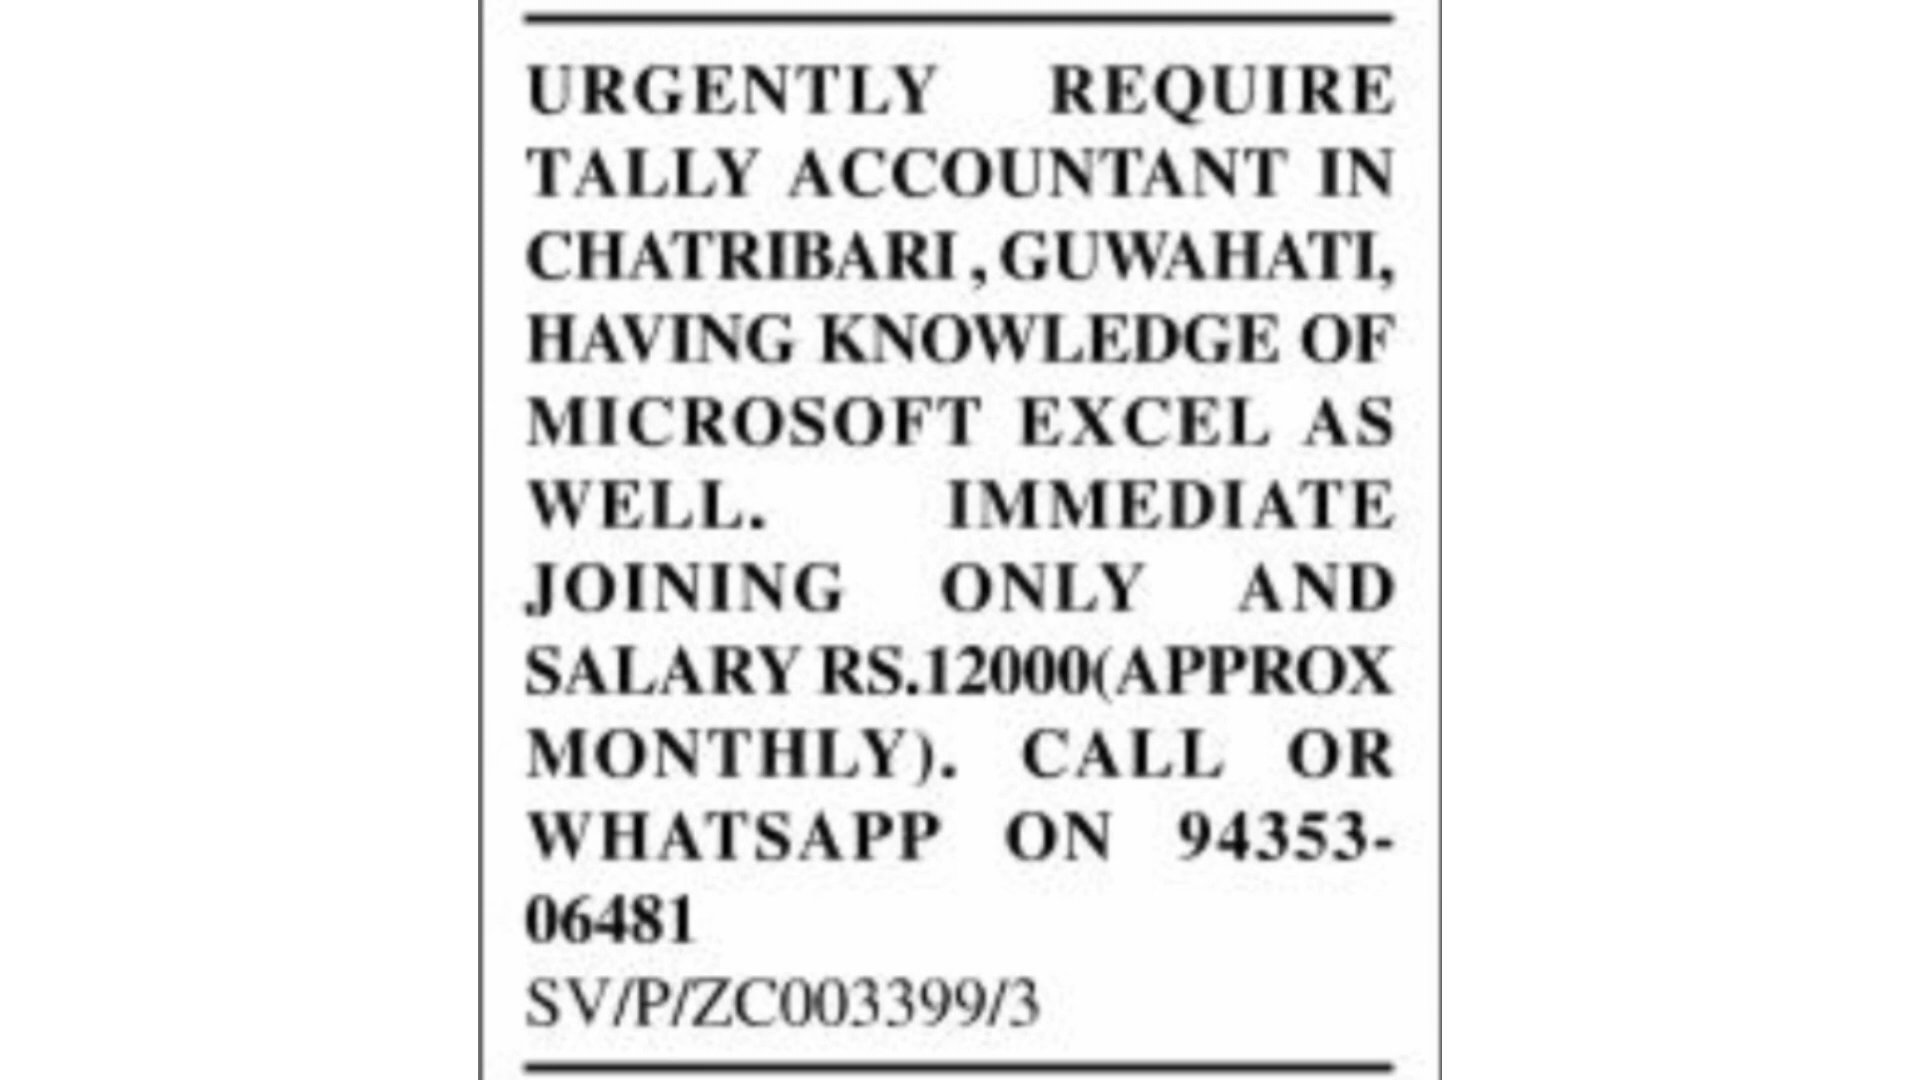 URGENTLY REQUIRE
TALLY ACCOUNTANT IN
CHATRIBARI , GUWAHATI,
HAVING KNOWLEDGE OF
MICROSOFT EXCEL AS
WELL. IMMEDIATE
JOINING ONLY AND
SALARY RS.12000(APPROX
MONTHLY). CALL OR
WHATSAPP ON 94353-
06481
SV/P/ZC003399/3